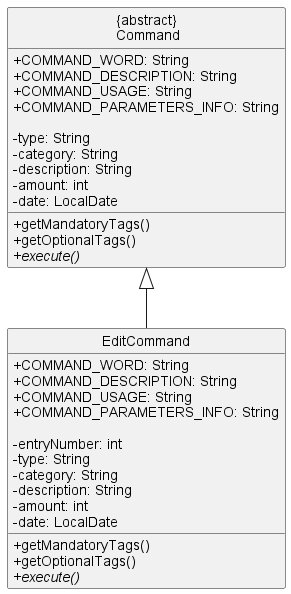 {abstract}
Command
+COMMAND_WORD: String
+COMMAND_DESCRIPTION: String
+COMMAND_USAGE: String
+COMMAND_PARAMETERS_INFO: String
-type: String
-category: String
-description: String
-amount: int
-date: LocalDate
+getMandatoryTags()
+getOptionalTags()
+execute()
EditCommand
+COMMAND_WORD: String
+COMMAND_DESCRIPTION: String
+COMMAND_USAGE: String
+COMMAND_PARAMETERS_INFO: String
-entryNumber: int
-type: String
-category: String
-description: String
-amount: int
-date: LocalDate
+getMandatoryTags()
+getOptionalTags()
+execute()